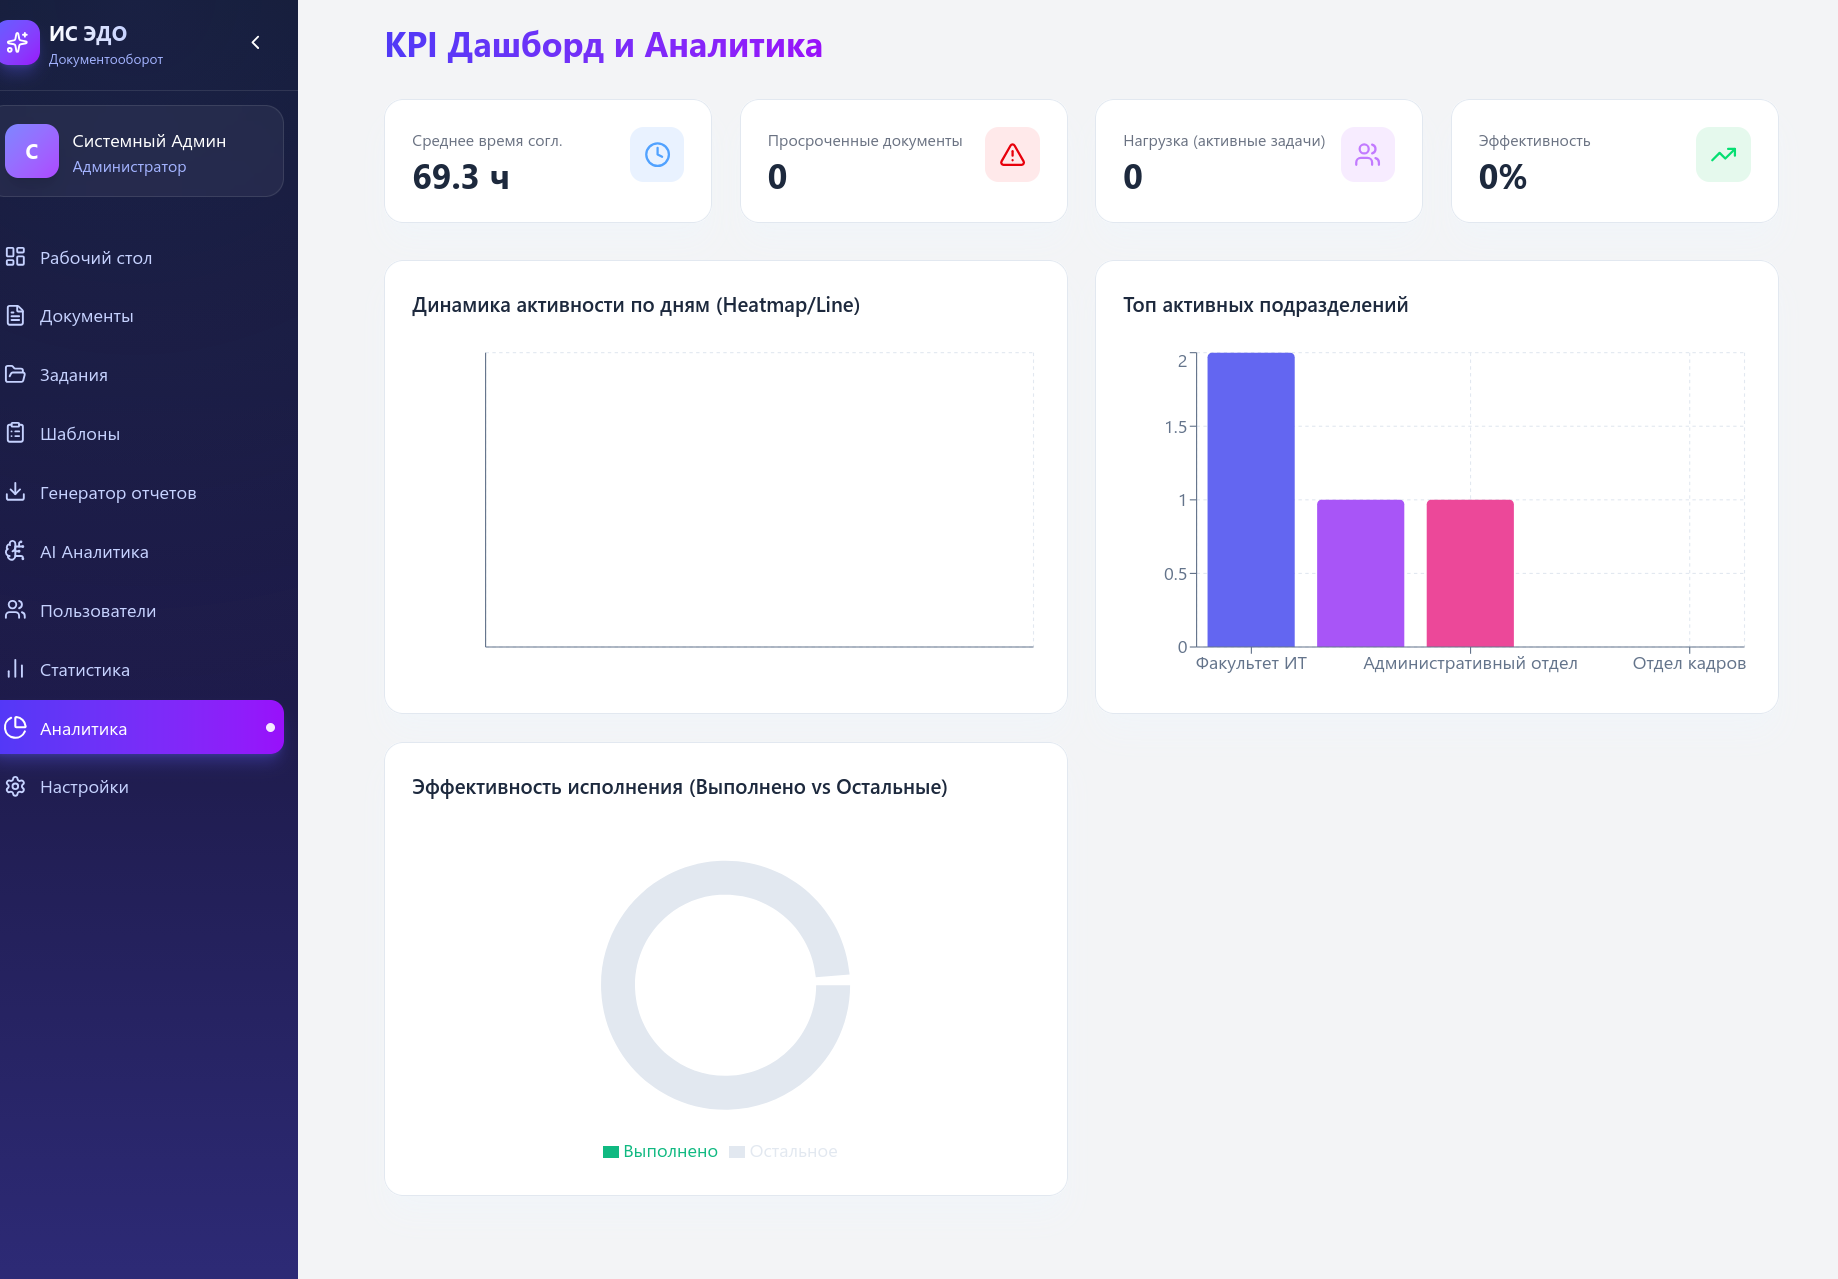 ИС ЭДО
Документооборот
С
Системный Админ
Администратор
Рабочий стол
Документы
Задания
Шаблоны
Генератор отчетов
AI Аналитика
Пользователи
Статистика
Аналитика
Настройки
KPI Дашборд и Аналитика
Среднее время согл.
69.3 ч
Просроченные документы
0
Нагрузка (активные задачи)
0
Эффективность
0%
Динамика активности по дням (Heatmap/Line)
Топ активных подразделений
2
1.5
1
0.5
0
Факультет ИТ
Административный отдел
Отдел кадров
Эффективность исполнения (Выполнено vs Остальные)
Выполнено
Остальное